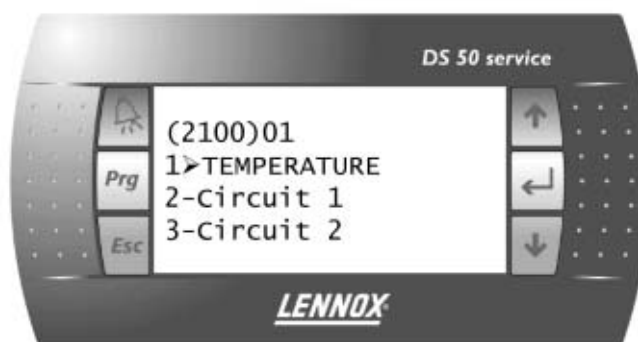 DS 50 service
(2100)01
1➢TEMPERATURE
2-Circuit 1
3-Circuit 2
Prg
Esc
LENNOX